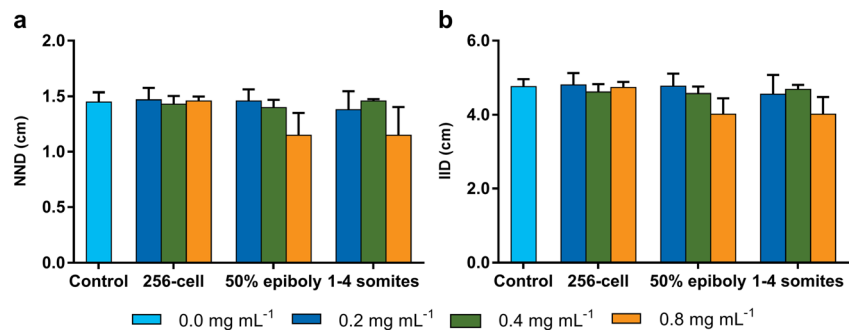 a
b
2.0
1.5
1.0
0.5
0.0
NND (cm)
Control 256-cell 50% epiboly 1-4 somites
6.0
4.0
2.0
0.0
IID (cm)
Control 256-cell 50% epiboly 1-4 somites
0.0 mg mL⁻¹ 0.2 mg mL⁻¹ 0.4 mg mL⁻¹ 0.8 mg mL⁻¹